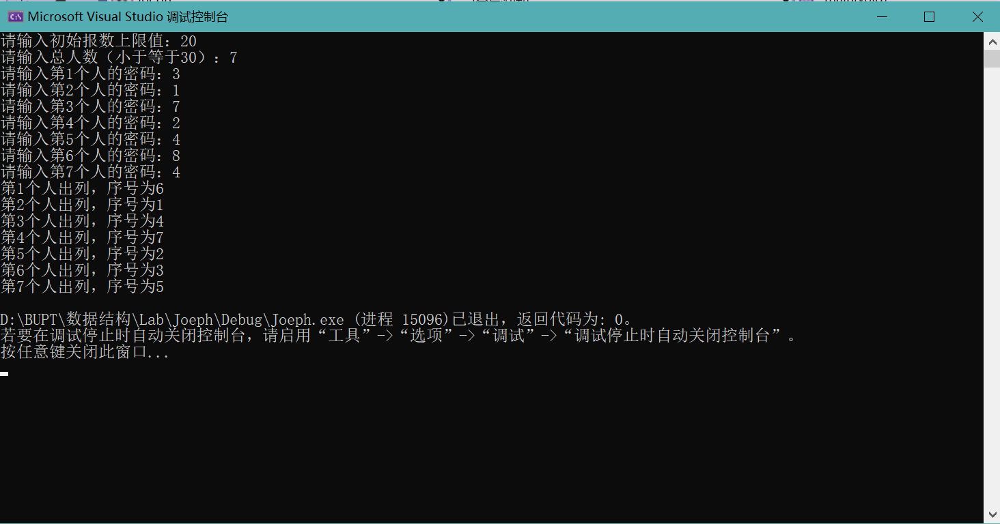 Microsoft Visual Studio 调试控制台
请输入初始报数上限值：20
请输入总人数（小于等于30）：7
请输入第1个人的密码：3
请输入第2个人的密码：1
请输入第3个人的密码：7
请输入第4个人的密码：2
请输入第5个人的密码：4
请输入第6个人的密码：8
请输入第7个人的密码：4
第1个人出列，序号为6
第2个人出列，序号为1
第3个人出列，序号为4
第4个人出列，序号为7
第5个人出列，序号为2
第6个人出列，序号为3
第7个人出列，序号为5
D:\BUPT\数据结构\Lab\Joeph\Debug\Joeph.exe (进程 15096)已退出，返回代码为: 0。
若要在调试停止时自动关闭控制台，请启用“工具”->“选项”->“调试”->“调试停止时自动关闭控制台”。
按任意键关闭此窗口...